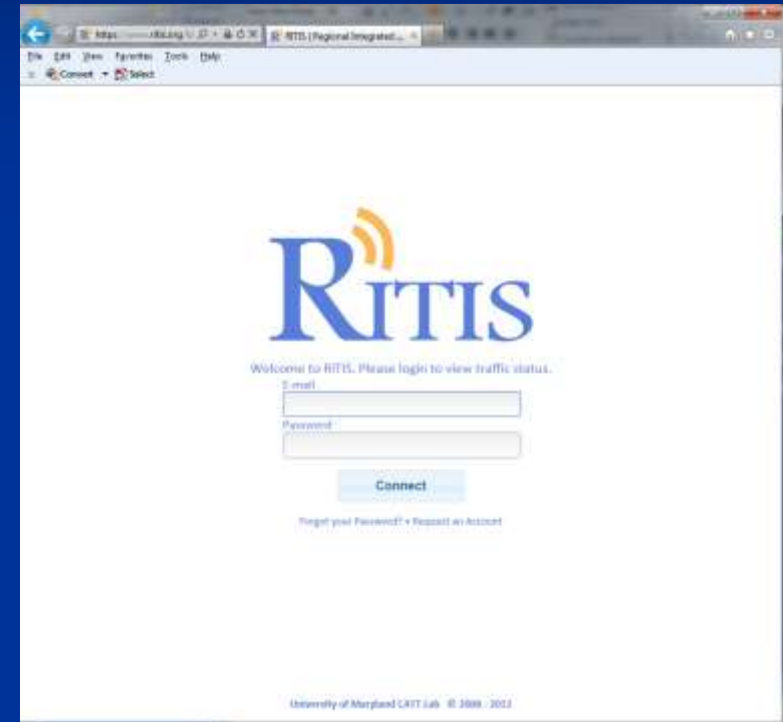 RITIS | Regional Integrated ...
File Edit View Favorites Tools Help
Convert Select
RITIS
Welcome to RITIS. Please login to view traffic status.
E-mail
Password
Connect
Forgot your Password? • Request an Account
University of Maryland CATT Lab © 2008 - 2012